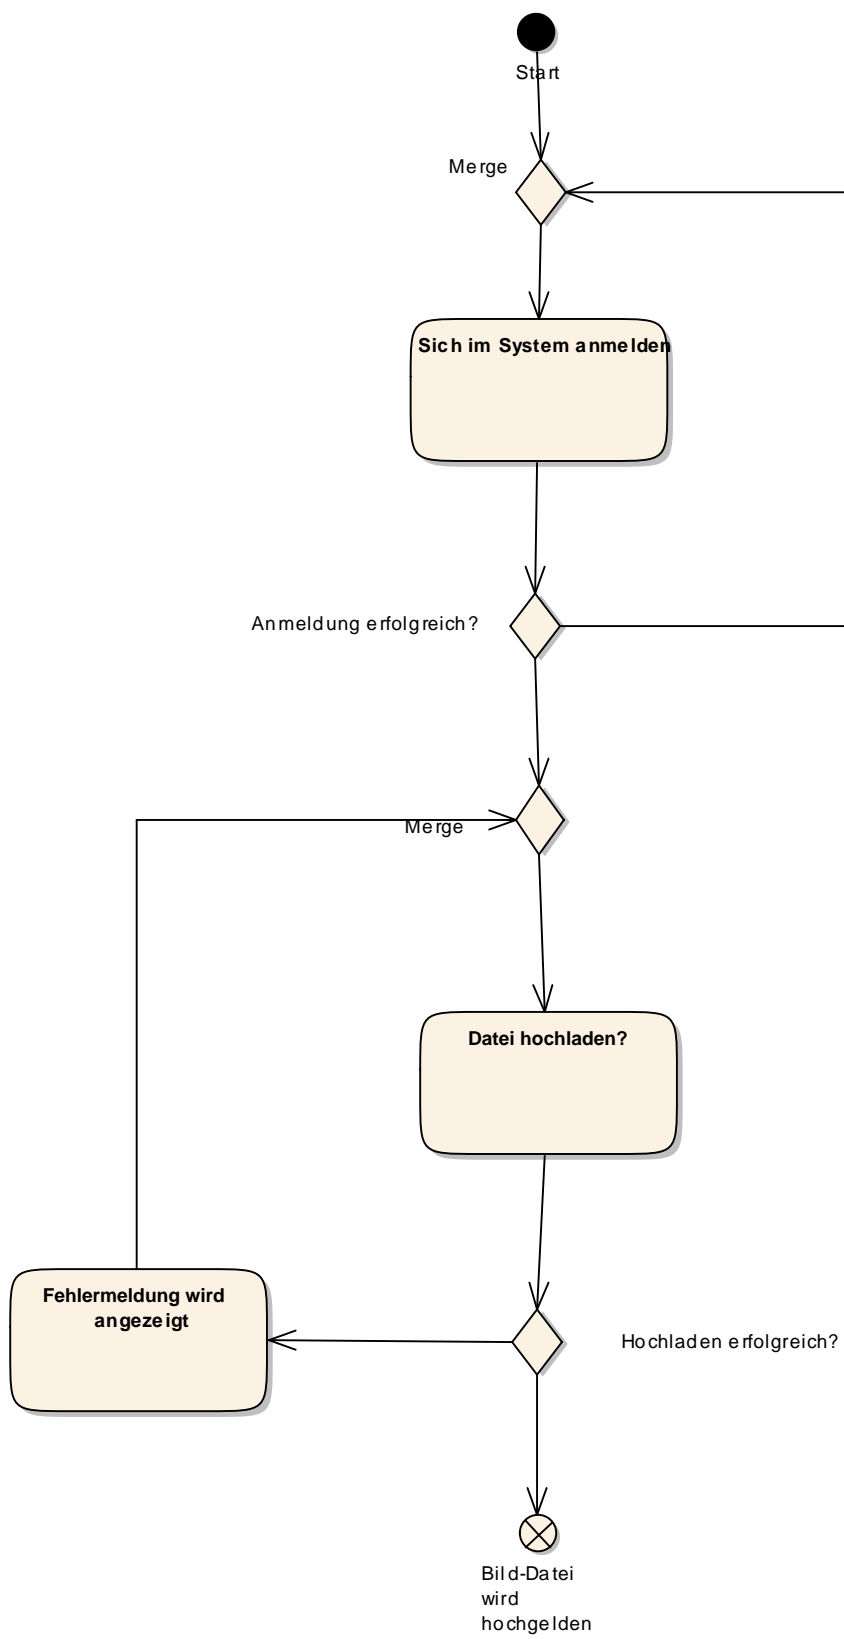 Start
Merge
Sich im System anmelden
Anmeldung erfolgreich?
Merge
Datei hochladen?
Fehlermeldung wird
angezeigt
Hochladen erfolgreich?
Bild-Datei
wird
hochgelden